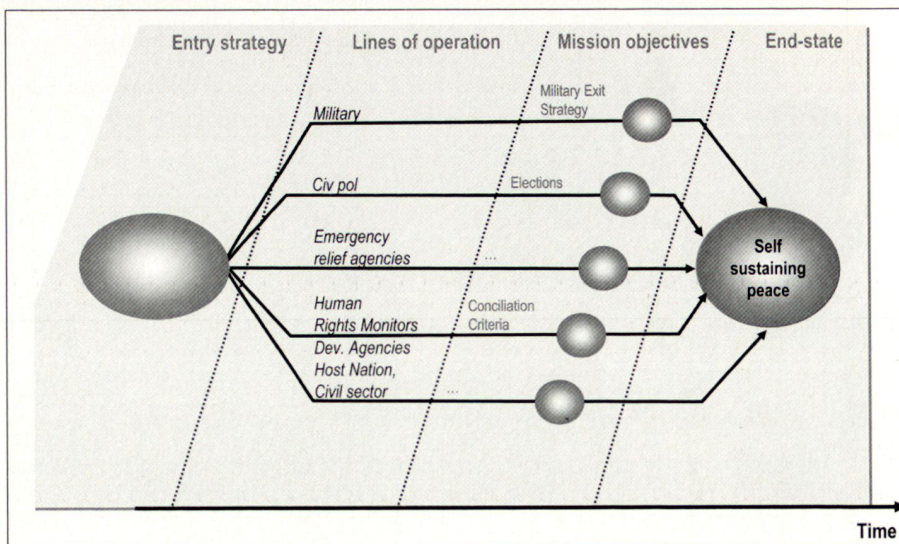 Entry strategy
Lines of operation
Mission objectives
End-state
Military
Military Exit
Strategy
Civ pol
Elections
Emergency
relief agencies
...
Self
sustaining
peace
Human
Rights Monitors
Conciliation
Criteria
Dev. Agencies
Host Nation,
Civil sector
...
Time